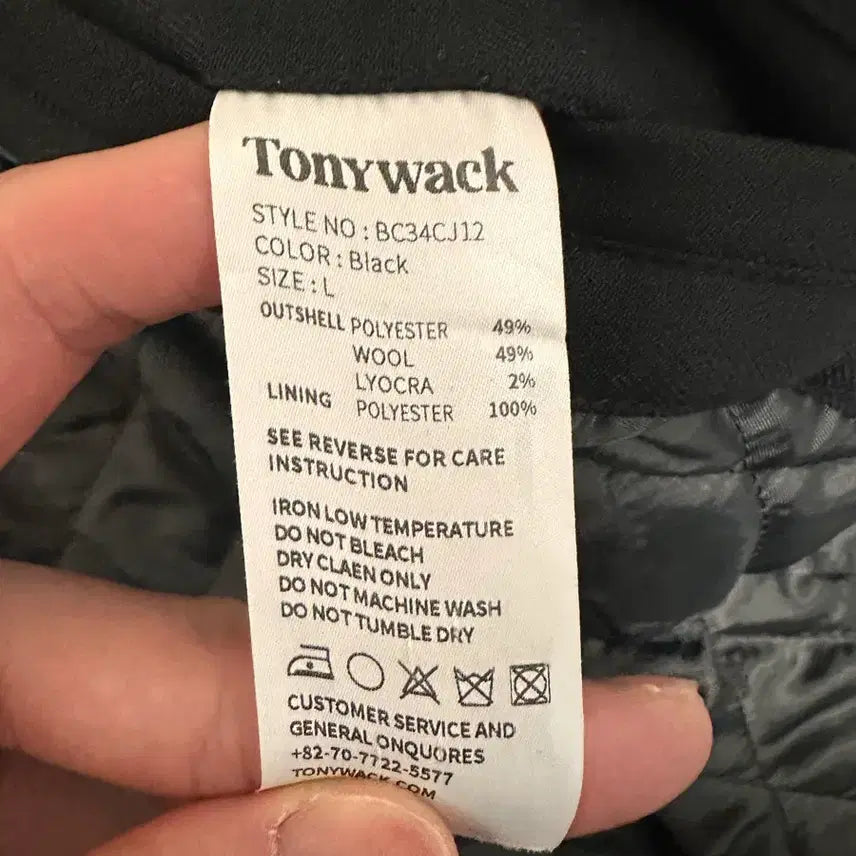 Tonywack
STYLE NO : BC34CJ12
COLOR : Black
SIZE : L
OUTSHELL POLYESTER 49%
WOOL 49%
LYOCRA 2%
LINING POLYESTER 100%
SEE REVERSE FOR CARE
INSTRUCTION
IRON LOW TEMPERATURE
DO NOT BLEACH
DRY CLAEN ONLY
DO NOT MACHINE WASH
DO NOT TUMBLE DRY
CUSTOMER SERVICE AND
GENERAL ONQUORES
+82-70-7722-5577
TONYWACK.COM